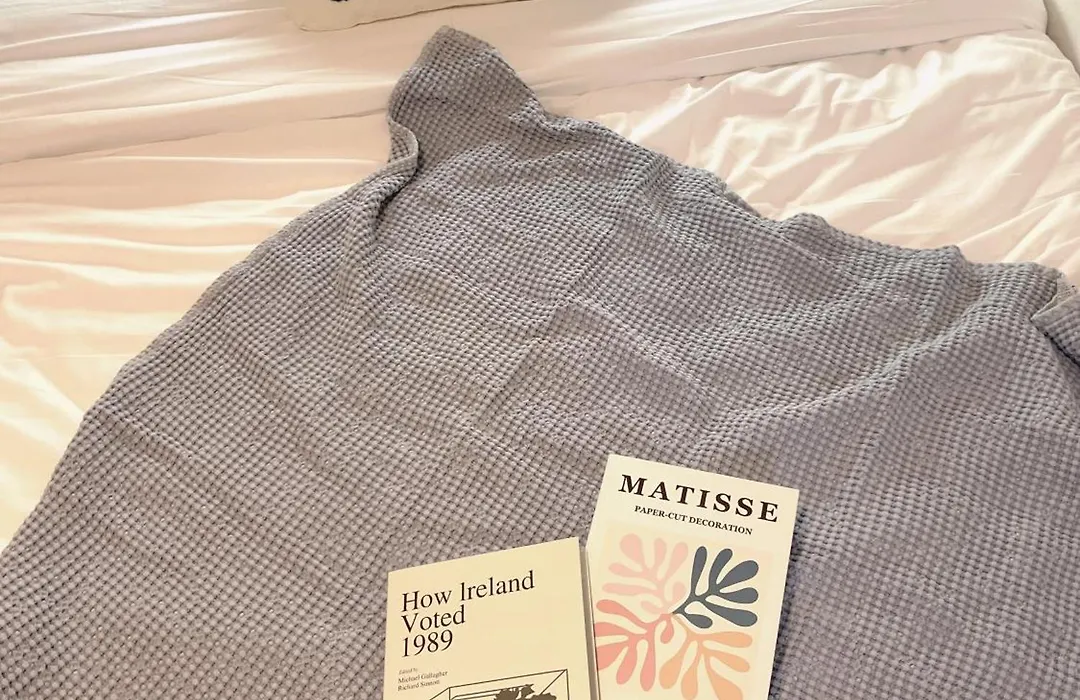 MATISSE
PAPER-CUT DECORATION
How Ireland
Voted
1989
Edited by
Michael Gallagher
Richard Sinnott